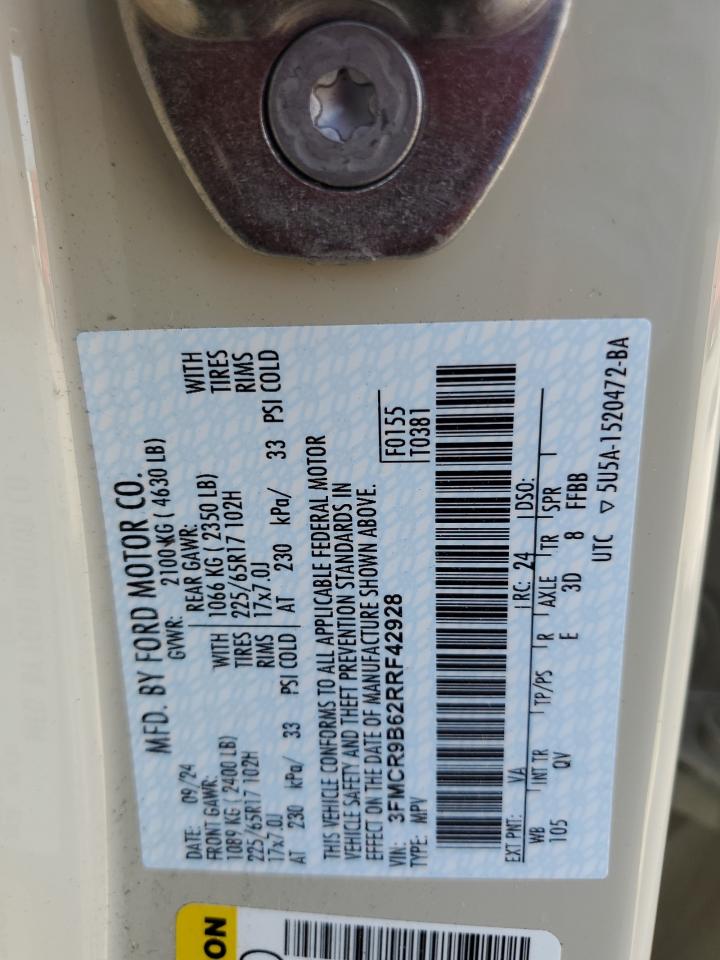 MFD. BY FORD MOTOR CO.
DATE: 09/24 GVWR: 2100 KG ( 4630 LB)
FRONT GAWR: REAR GAWR:
1089 KG ( 2400 LB) WITH 1066 KG ( 2350 LB) WITH
225/65R17 102H TIRES 225/65R17 102H TIRES
17x7.0J RIMS 17x7.0J RIMS
AT 230 kPa/ 33 PSI COLD AT 230 kPa/ 33 PSI COLD
THIS VEHICLE CONFORMS TO ALL APPLICABLE FEDERAL MOTOR
VEHICLE SAFETY AND THEFT PREVENTION STANDARDS IN
EFFECT ON THE DATE OF MANUFACTURE SHOWN ABOVE.
VIN: 3FMCR9B62RRF42928 F0155
TYPE: MPV T0381
EXT PNT: VA RC: 24 DSO:
WB INT TR TP/PS R AXLE TR SPR
105 QV E 3D 8 FFBB
UTC ▽ 5U5A-1520472-BA
ON